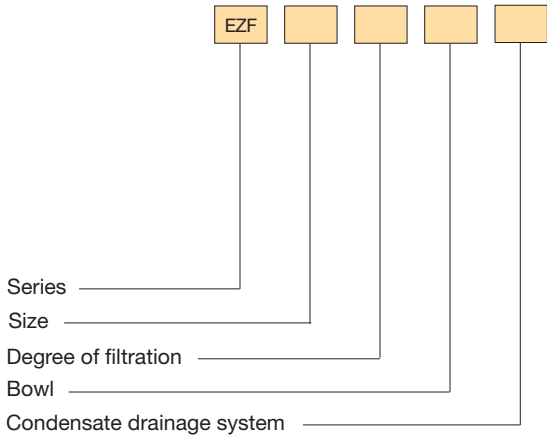 EZF
Series
Size
Degree of filtration
Bowl
Condensate drainage system